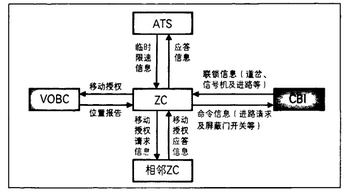 ATS
临时
限速
信息
应答
信息
移动授权
位置报告
VOBC
ZC
联锁信息（道岔、
信号机及进路等）
CBI
命令信息（进路请求
及屏蔽门开关等）
移动
授权
请求
信息
移动
授权
应答
信息
相邻ZC